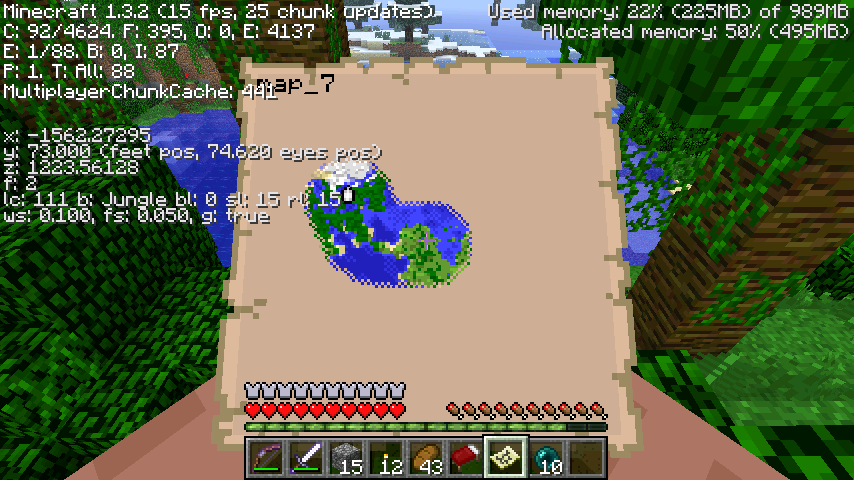 Minecraft 1.3.2 (15 fps, 25 chunk updates)
Used memory: 22% (225MB) of 989MB
C: 92/4624. F: 395, O: 0, E: 4137
Allocated memory: 50% (495MB)
E: 1/88. B: 0, I: 87
P: 1. T: All: 88
MultiplayerChunkCache: 441
map_7
x: -1562.27295
y: 73.000 (feet pos, 74.620 eyes pos)
z: 1223.56128
f: 2
lc: 111 b: Jungle bl: 0 sl: 15 rl: 15
ws: 0.100, fs: 0.050, g: true
15 12 43 10